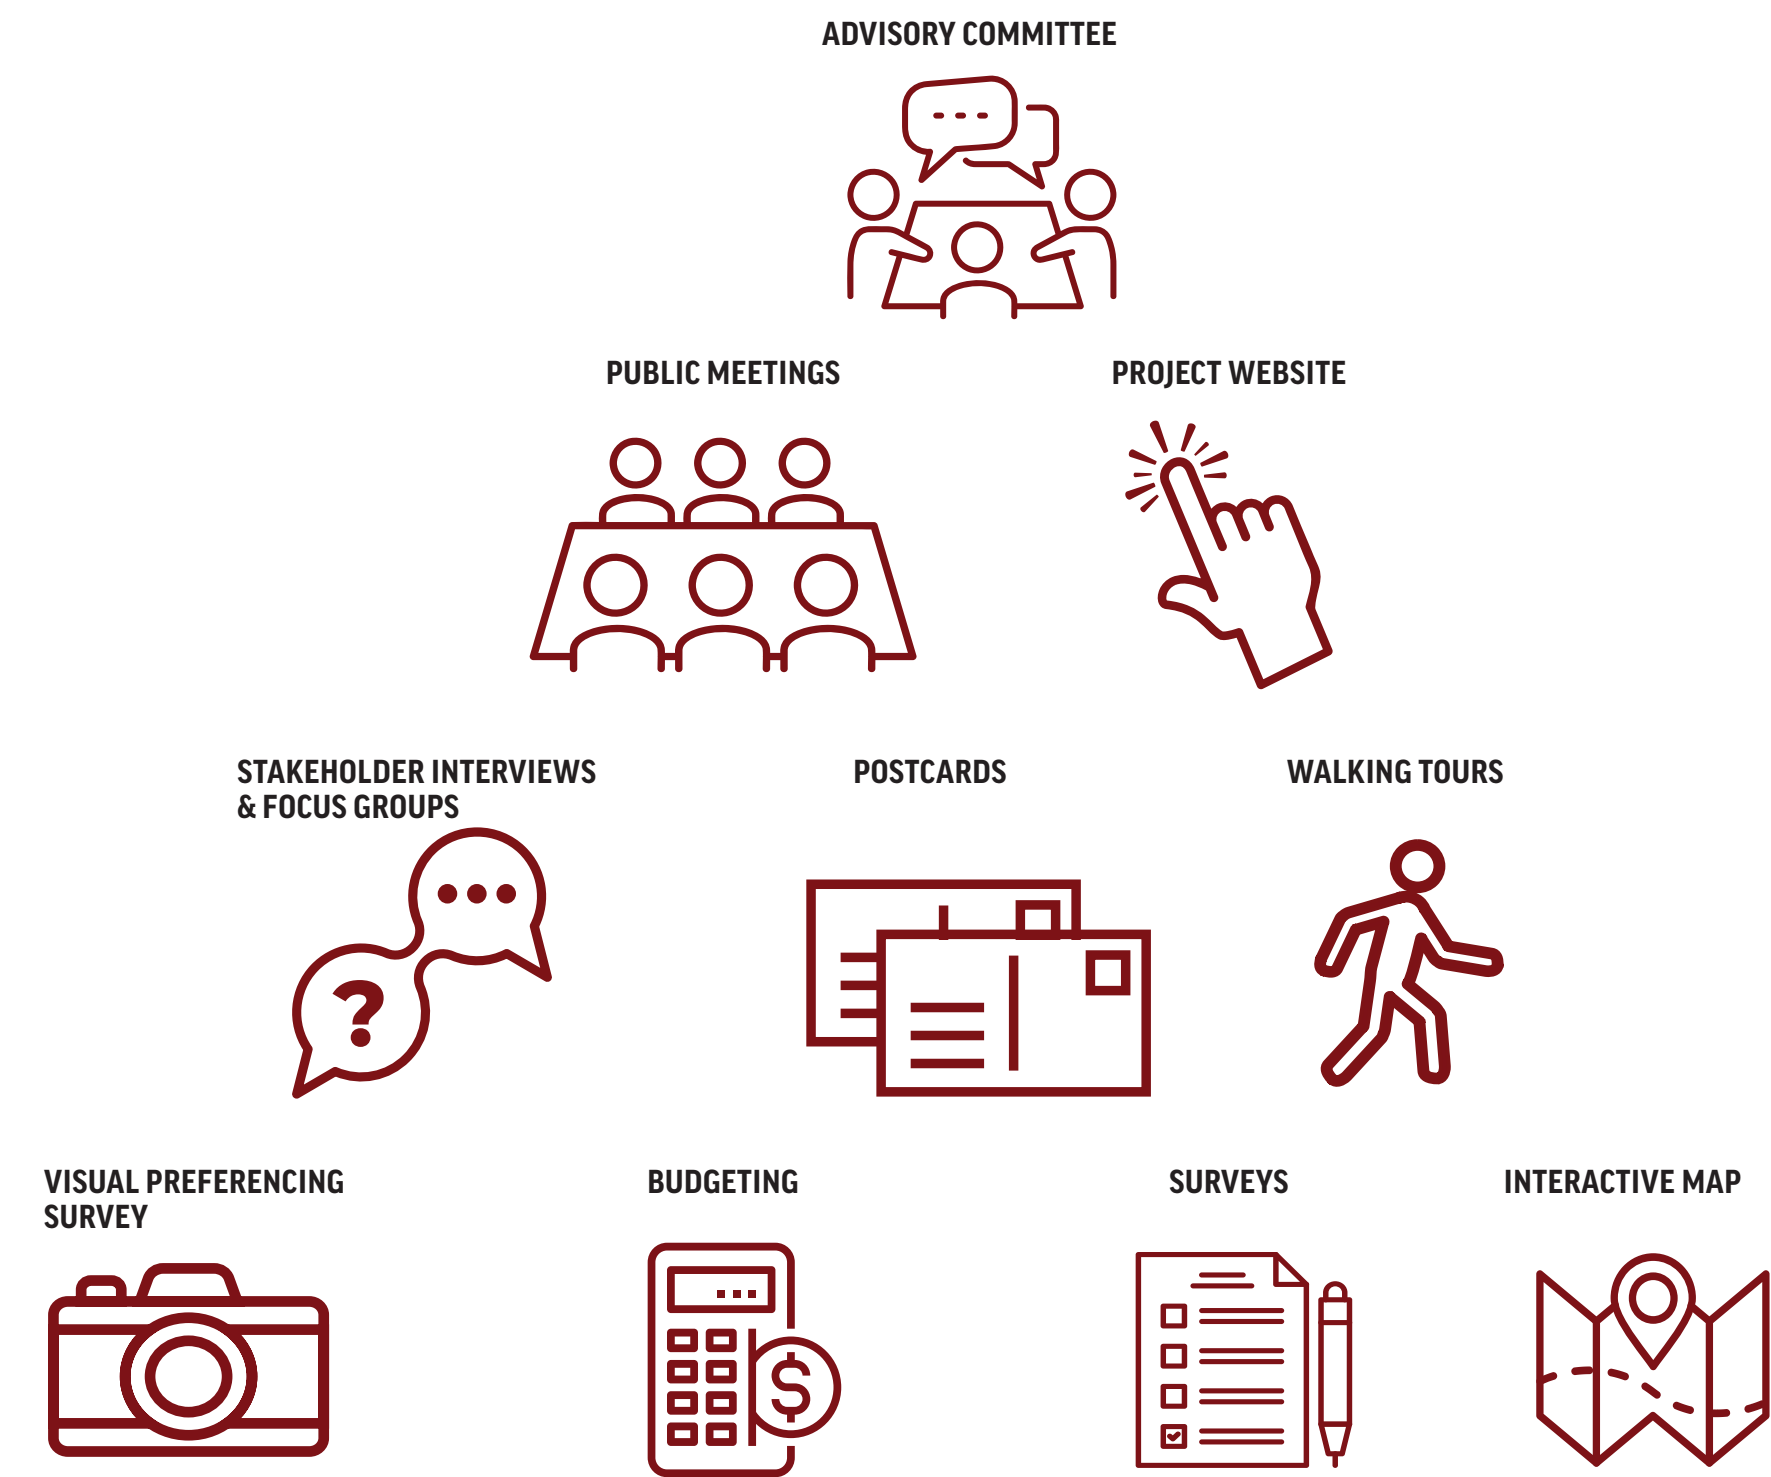 ADVISORY COMMITTEE
PUBLIC MEETINGS
PROJECT WEBSITE
STAKEHOLDER INTERVIEWS
& FOCUS GROUPS
POSTCARDS
WALKING TOURS
VISUAL PREFERENCING
SURVEY
BUDGETING
SURVEYS
INTERACTIVE MAP